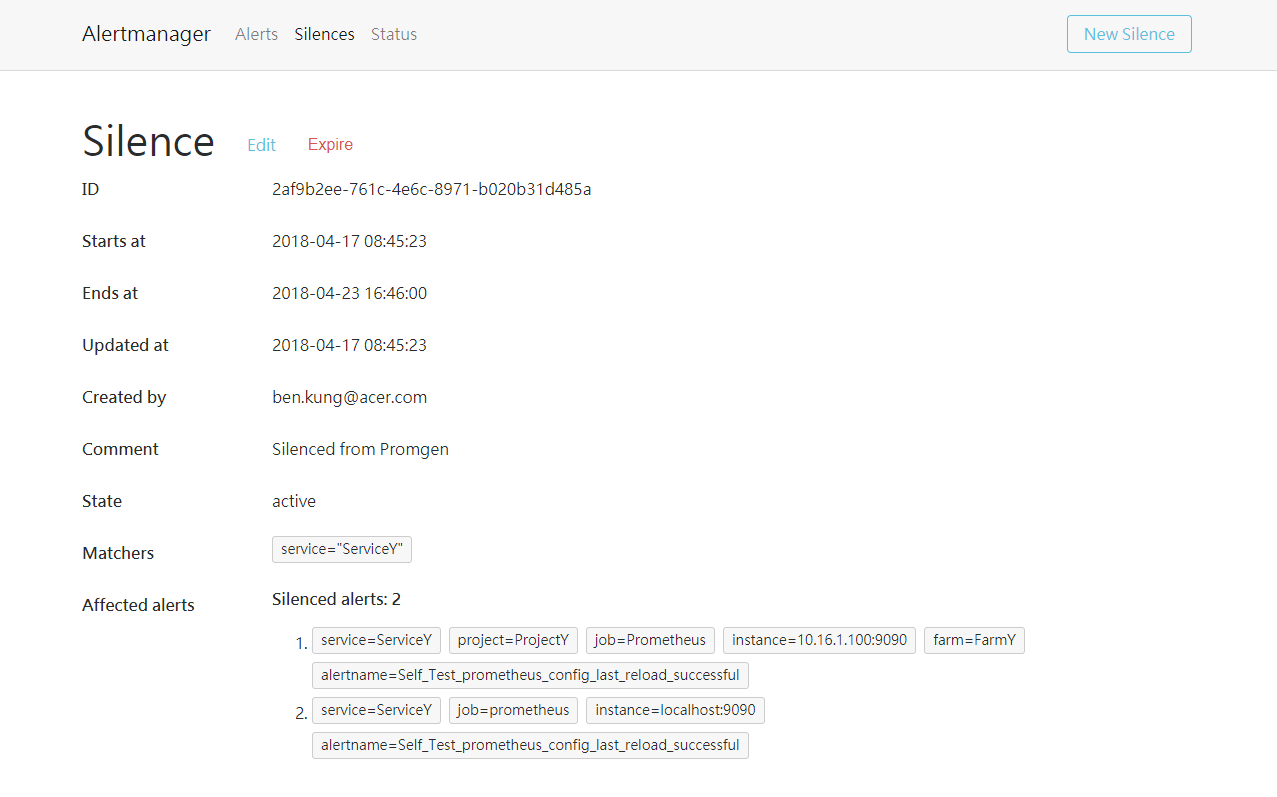 Alertmanager Alerts Silences Status New Silence
Silence Edit Expire
ID 2af9b2ee-761c-4e6c-8971-b020b31d485a
Starts at 2018-04-17 08:45:23
Ends at 2018-04-23 16:46:00
Updated at 2018-04-17 08:45:23
Created by ben.kung@acer.com
Comment Silenced from Promgen
State active
Matchers service="ServiceY"
Affected alerts Silenced alerts: 2
1. service=ServiceY project=ProjectY job=Prometheus instance=10.16.1.100:9090 farm=FarmY
alertname=Self_Test_prometheus_config_last_reload_successful
2. service=ServiceY job=prometheus instance=localhost:9090
alertname=Self_Test_prometheus_config_last_reload_successful